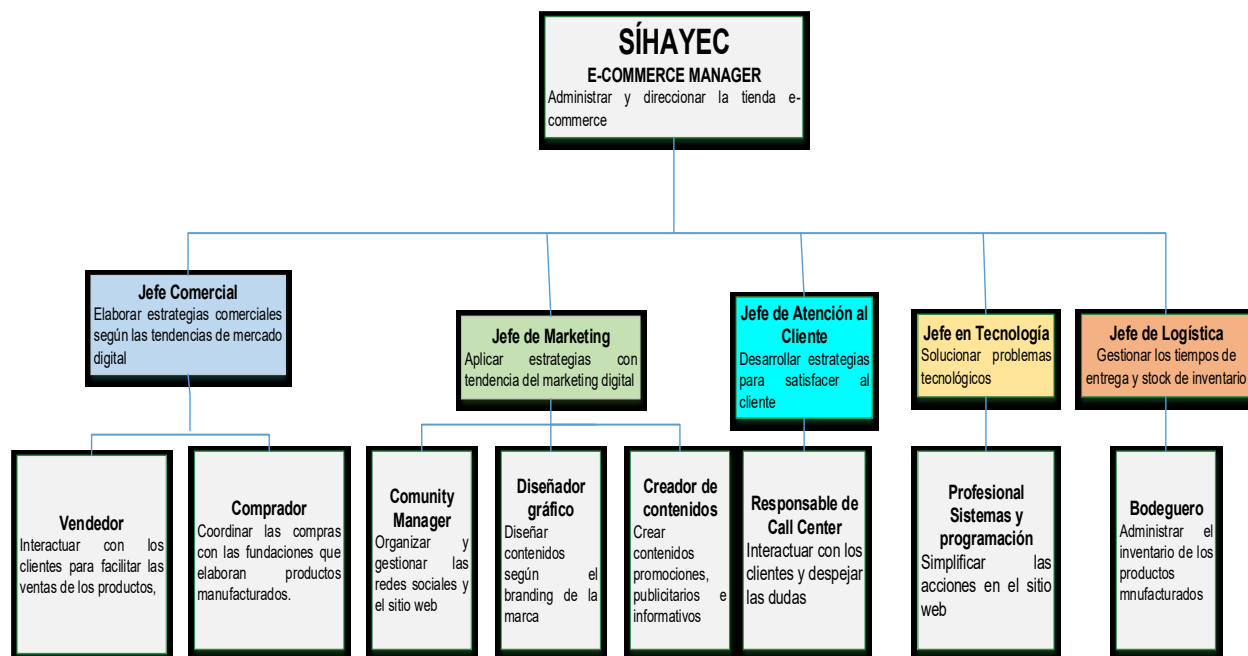 SÍHAYEC
E-COMMERCE MANAGER
Administrar y direccionar la tienda e-
commerce
Jefe Comercial
Elaborar estrategias comerciales
según las tendencias de mercado
digital
Jefe de Marketing
Aplicar estrategias con
tendencia del marketing digital
Jefe de Atención al
Cliente
Desarrollar estrategias
para satisfacer al
cliente
Jefe en Tecnología
Solucionar problemas
tecnológicos
Jefe de Logística
Gestionar los tiempos de
entrega y stock de inventario
Vendedor
Interactuar con los
clientes para facilitar las
ventas de los productos,
Comprador
Coordinar las compras
con las fundaciones que
elaboran productos
manufacturados.
Comunity
Manager
Organizar y
gestionar las
redes sociales y
el sitio web
Diseñador
gráfico
Diseñar
contenidos
según el
branding de la
marca
Creador de
contenidos
Crear
contenidos
promociones,
publicitarios e
informativos
Responsable de
Call Center
Interactuar con los
clientes y despejar
las dudas
Profesional
Sistemas y
programación
Simplificar las
acciones en el sitio
web
Bodeguero
Administrar el
inventario de los
productos
mnufacturados